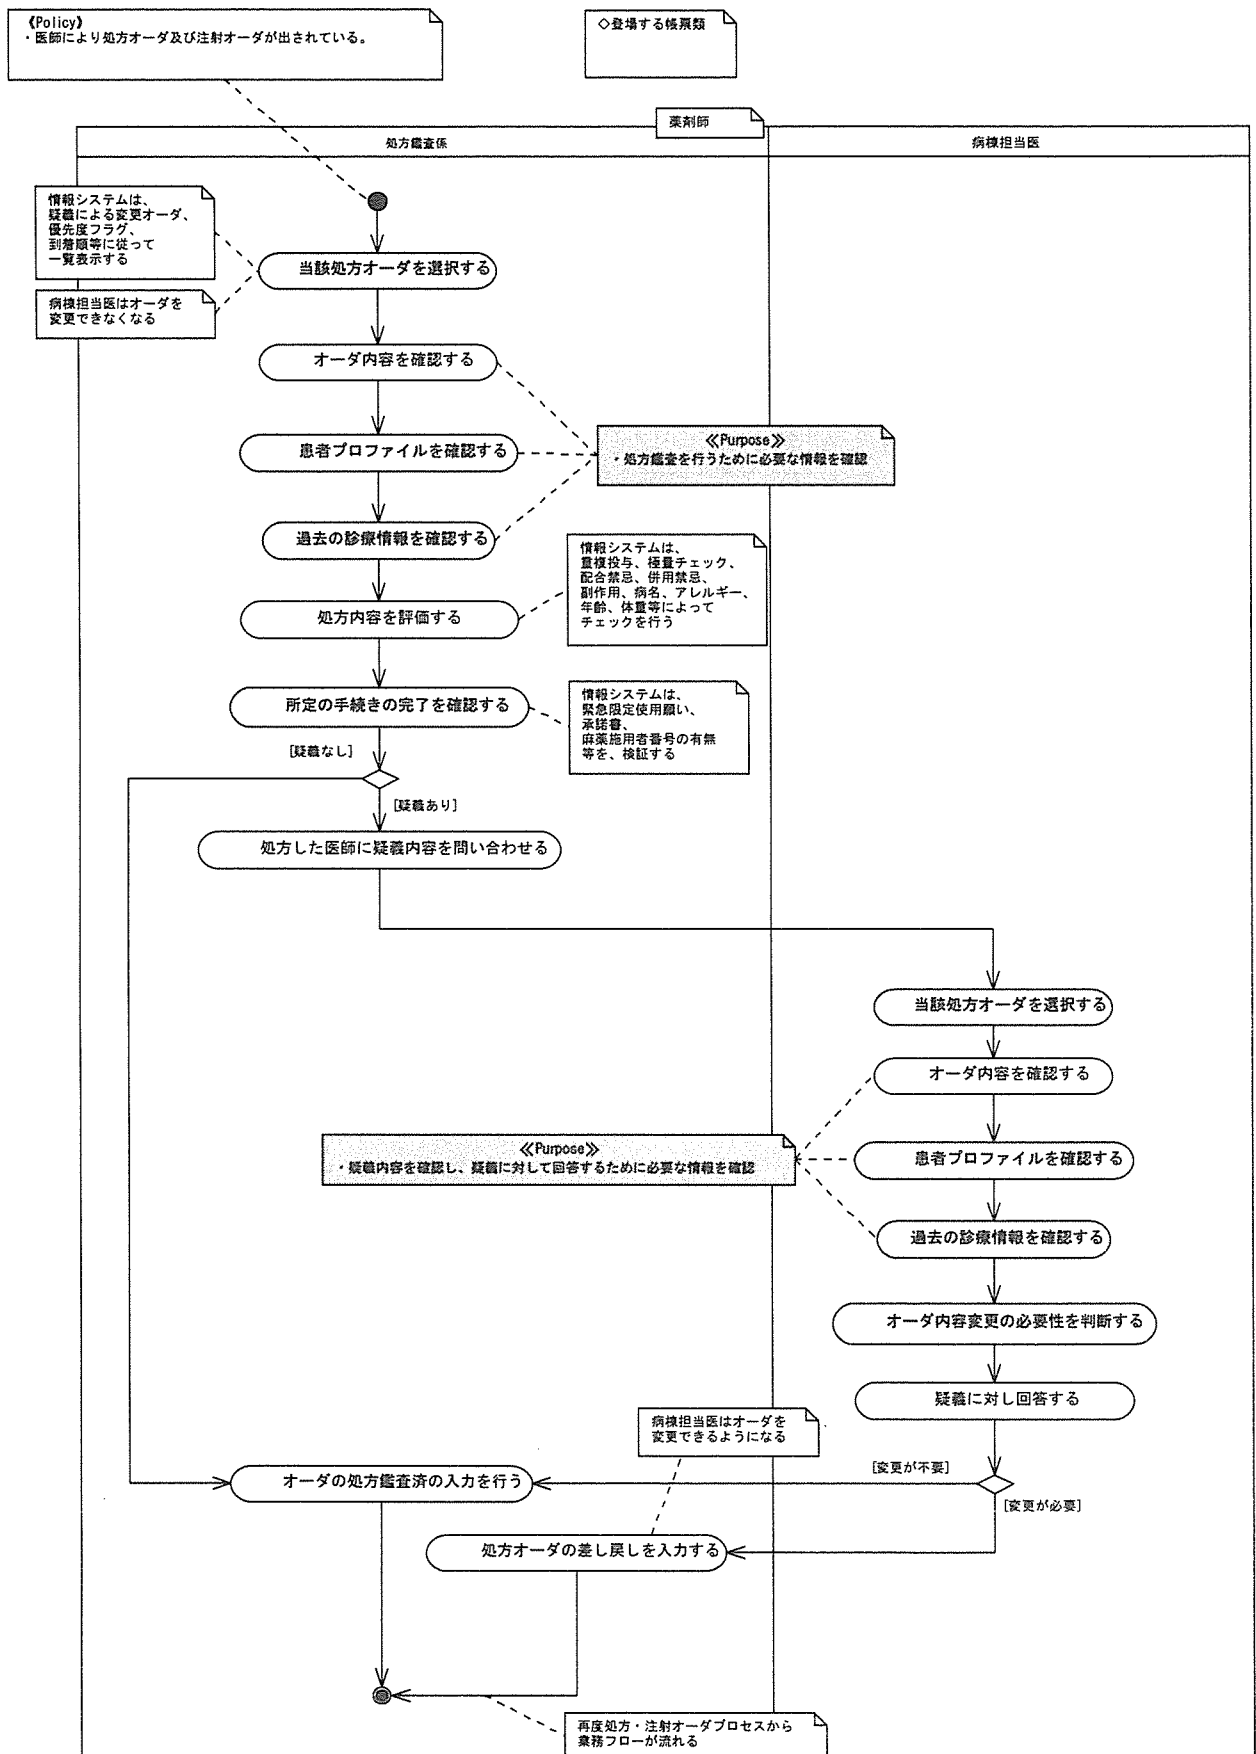 《Policy》
・医師により処方オーダ及び注射オーダが出されている。
◇登場する帳票類
薬剤師
処方鑑査係
病棟担当医
情報システムは、
疑義による変更オーダ、
優先度フラグ、
到着順等に従って
一覧表示する
当該処方オーダを選択する
病棟担当医はオーダを
変更できなくなる
オーダ内容を確認する
患者プロファイルを確認する
≪Purpose≫
・処方鑑査を行うために必要な情報を確認
過去の診療情報を確認する
情報システムは、
重複投与、極量チェック、
配合禁忌、併用禁忌、
副作用、病名、アレルギー、
年齢、体重等によって
チェックを行う
処方内容を評価する
所定の手続きの完了を確認する
情報システムは、
緊急限定使用願い、
承諾書、
麻薬施用者番号の有無
等を、検証する
[疑義なし]
[疑義あり]
処方した医師に疑義内容を問い合わせる
当該処方オーダを選択する
オーダ内容を確認する
≪Purpose≫
・疑義内容を確認し、疑義に対して回答するために必要な情報を確認
患者プロファイルを確認する
過去の診療情報を確認する
オーダ内容変更の必要性を判断する
疑義に対し回答する
病棟担当医はオーダを
変更できるようになる
[変更が不要]
オーダの処方鑑査済の入力を行う
[変更が必要]
処方オーダの差し戻しを入力する
再度処方・注射オーダプロセスから
業務フローが流れる